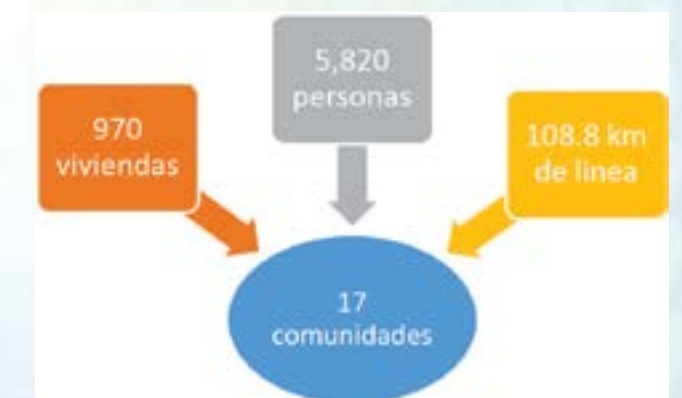 5,820
personas
970
viviendas
108.8 km
de linea
17
comunidades